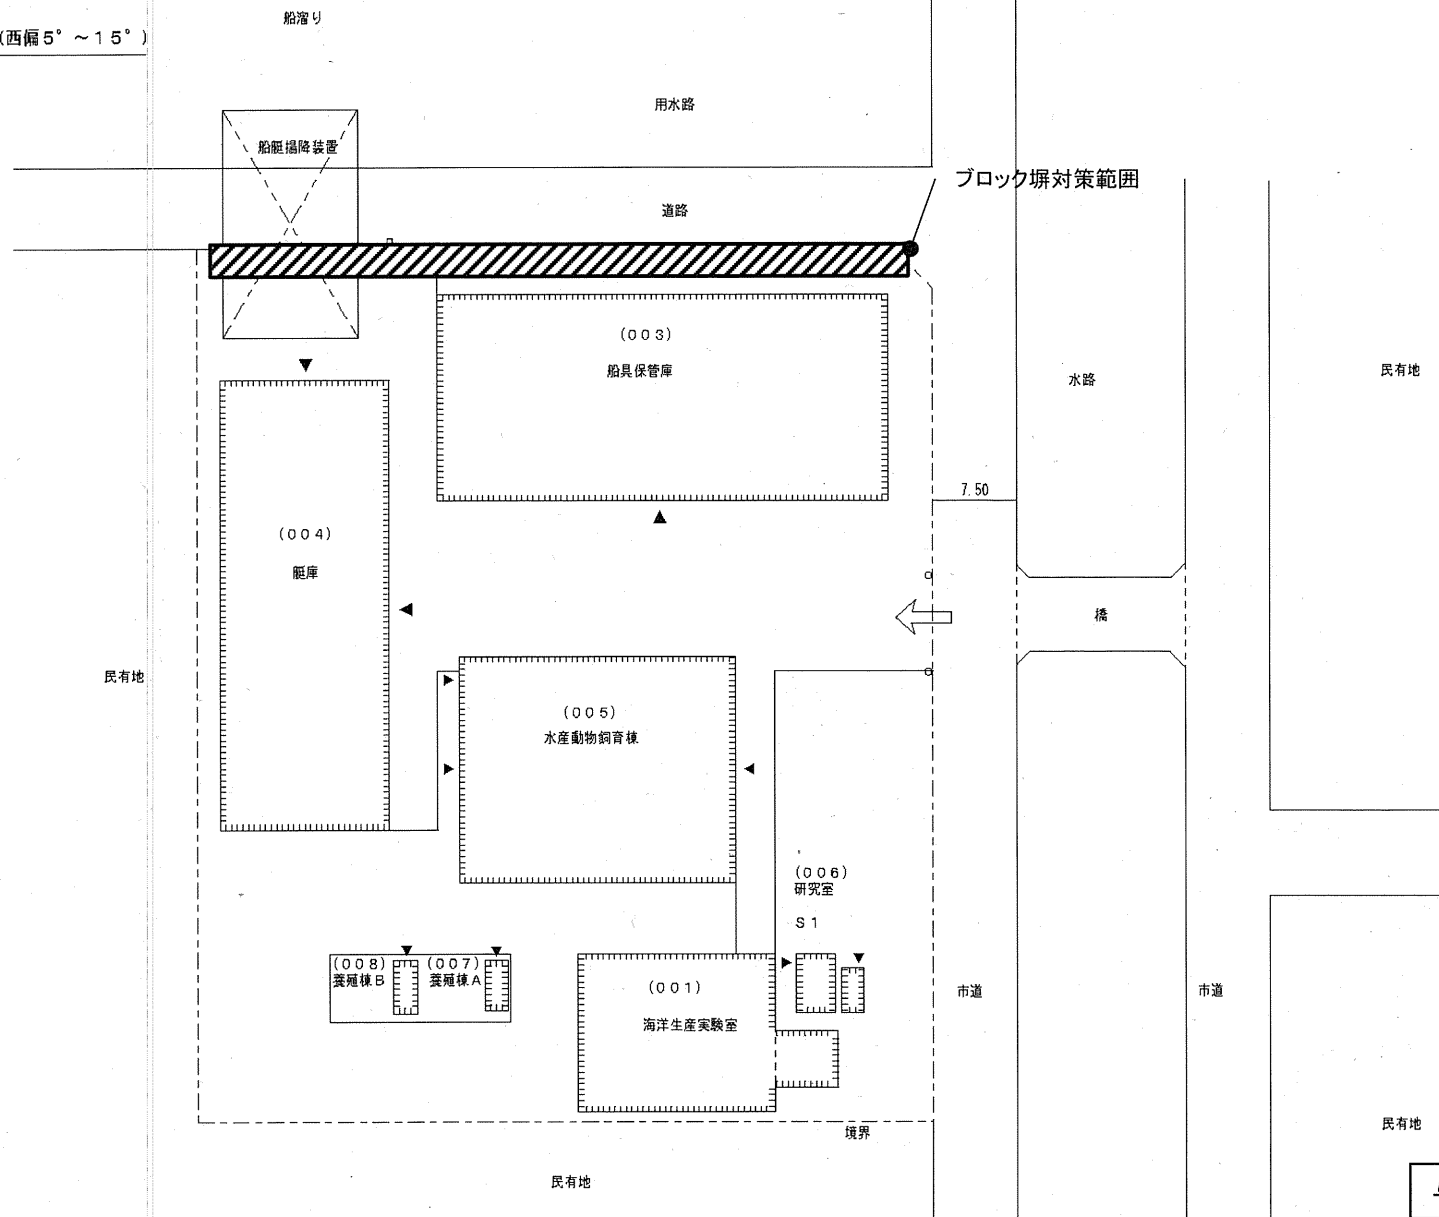 船溜り
(西偏5°~15°)
用水路
船艇揚降装置
ブロック塀対策範囲
道路
(003)
船具保管庫
民有地
水路
7.50
(004)
艇庫
橋
民有地
(005)
水産動物飼育棟
(006)
研究室
S1
(008)
養殖棟B
(007)
養殖棟A
(001)
海洋生産実験室
市道
市道
境界
民有地
民有地